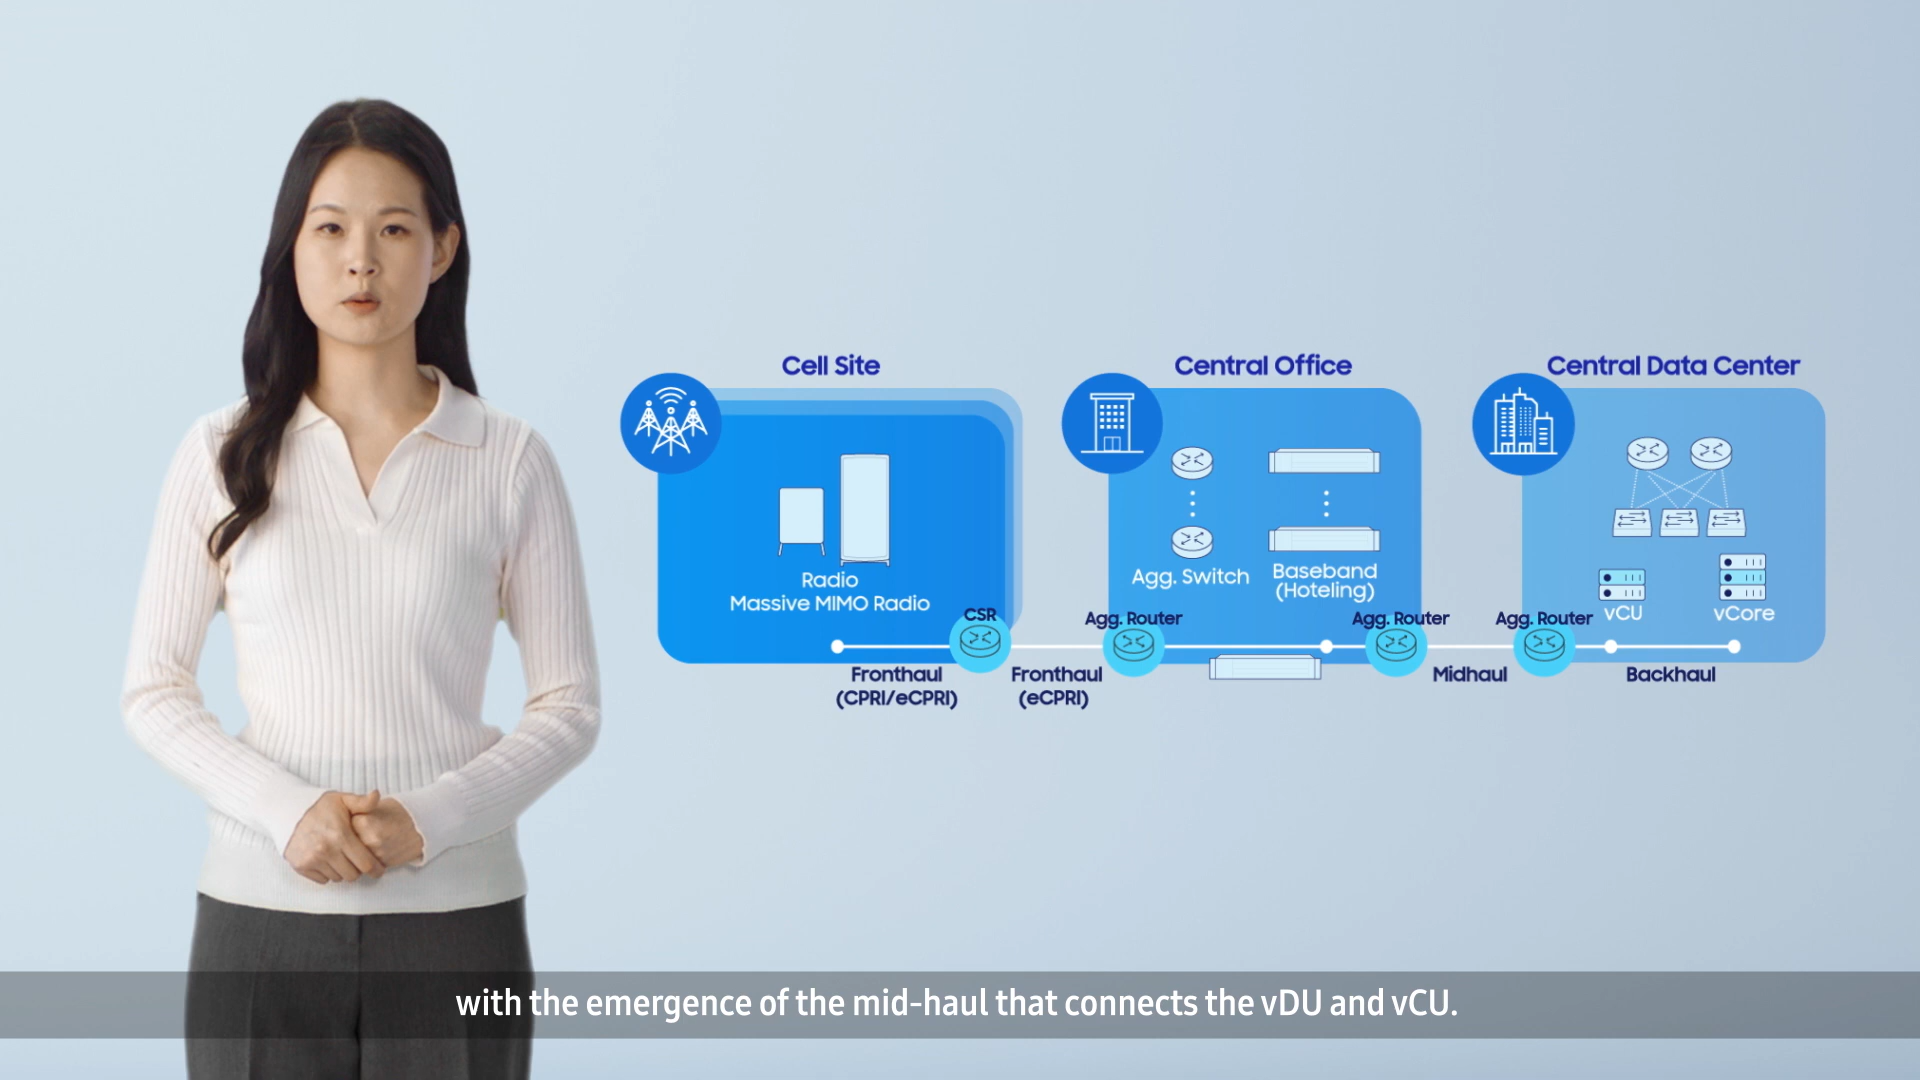 Cell Site
Central Office
Central Data Center
Radio
Massive MIMO Radio
Agg. Switch
Baseband
(Hoteling)
vCU
vCore
CSR
Agg. Router
Agg. Router
Agg. Router
Fronthaul
(CPRI/eCPRI)
Fronthaul
(eCPRI)
Midhaul
Backhaul
with the emergence of the mid-haul that connects the vDU and vCU.